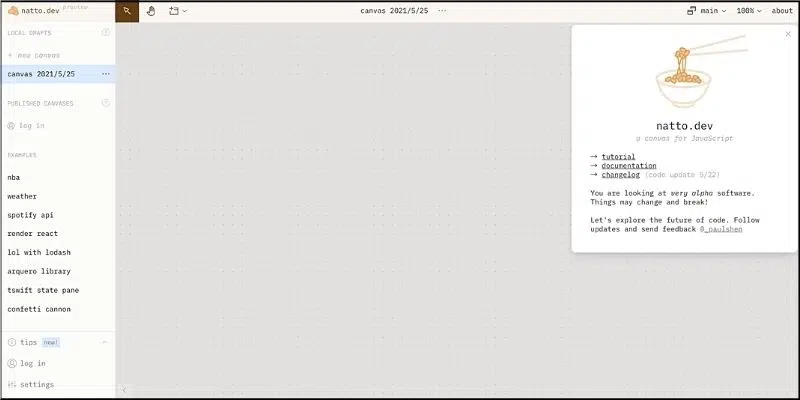 natto.dev preview
canvas 2021/5/25 ...
main
100%
about
LOCAL DRAFTS
+ new canvas
canvas 2021/5/25 ...
PUBLISHED CANVASES
log in
EXAMPLES
nba
weather
spotify api
render react
lol with lodash
arquero library
tswift state pane
confetti cannon
tips new!
log in
settings
natto.dev
a canvas for JavaScript
→ tutorial
→ documentation
→ changelog (code update 5/22)
You are looking at very alpha software.
Things may change and break!
Let's explore the future of code. Follow
updates and send feedback @_paulshen